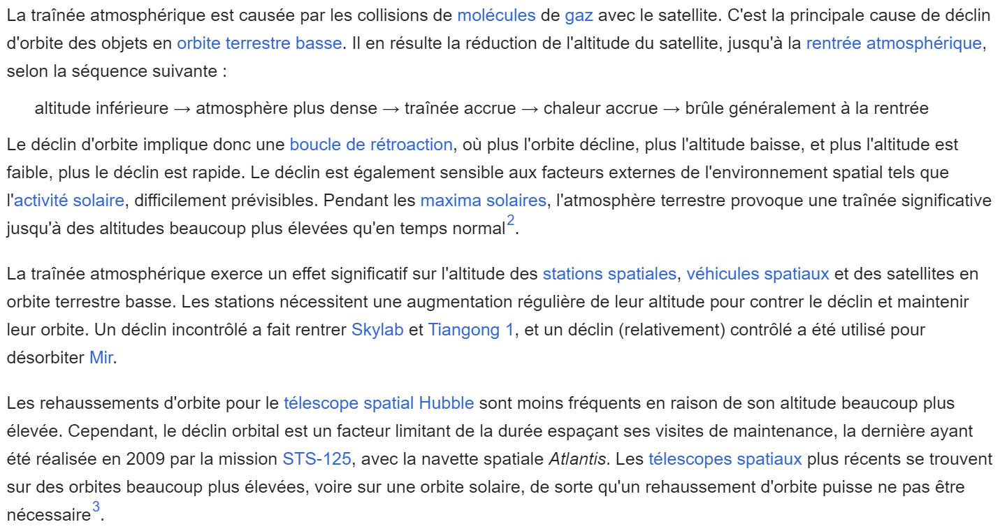 La traînée atmosphérique est causée par les collisions de molécules de gaz avec le satellite. C'est la principale cause de déclin
d'orbite des objets en orbite terrestre basse. Il en résulte la réduction de l'altitude du satellite, jusqu'à la rentrée atmosphérique,
selon la séquence suivante :
altitude inférieure → atmosphère plus dense → traînée accrue → chaleur accrue → brûle généralement à la rentrée
Le déclin d'orbite implique donc une boucle de rétroaction, où plus l'orbite décline, plus l'altitude baisse, et plus l'altitude est
faible, plus le déclin est rapide. Le déclin est également sensible aux facteurs externes de l'environnement spatial tels que
l'activité solaire, difficilement prévisibles. Pendant les maxima solaires, l'atmosphère terrestre provoque une traînée significative
jusqu'à des altitudes beaucoup plus élevées qu'en temps normal2.
La traînée atmosphérique exerce un effet significatif sur l'altitude des stations spatiales, véhicules spatiaux et des satellites en
orbite terrestre basse. Les stations nécessitent une augmentation régulière de leur altitude pour contrer le déclin et maintenir
leur orbite. Un déclin incontrôlé a fait rentrer Skylab et Tiangong 1, et un déclin (relativement) contrôlé a été utilisé pour
désorbiter Mir.
Les rehaussements d'orbite pour le télescope spatial Hubble sont moins fréquents en raison de son altitude beaucoup plus
élevée. Cependant, le déclin orbital est un facteur limitant de la durée espaçant ses visites de maintenance, la dernière ayant
été réalisée en 2009 par la mission STS-125, avec la navette spatiale Atlantis. Les télescopes spatiaux plus récents se trouvent
sur des orbites beaucoup plus élevées, voire sur une orbite solaire, de sorte qu'un rehaussement d'orbite puisse ne pas être
nécessaire3.